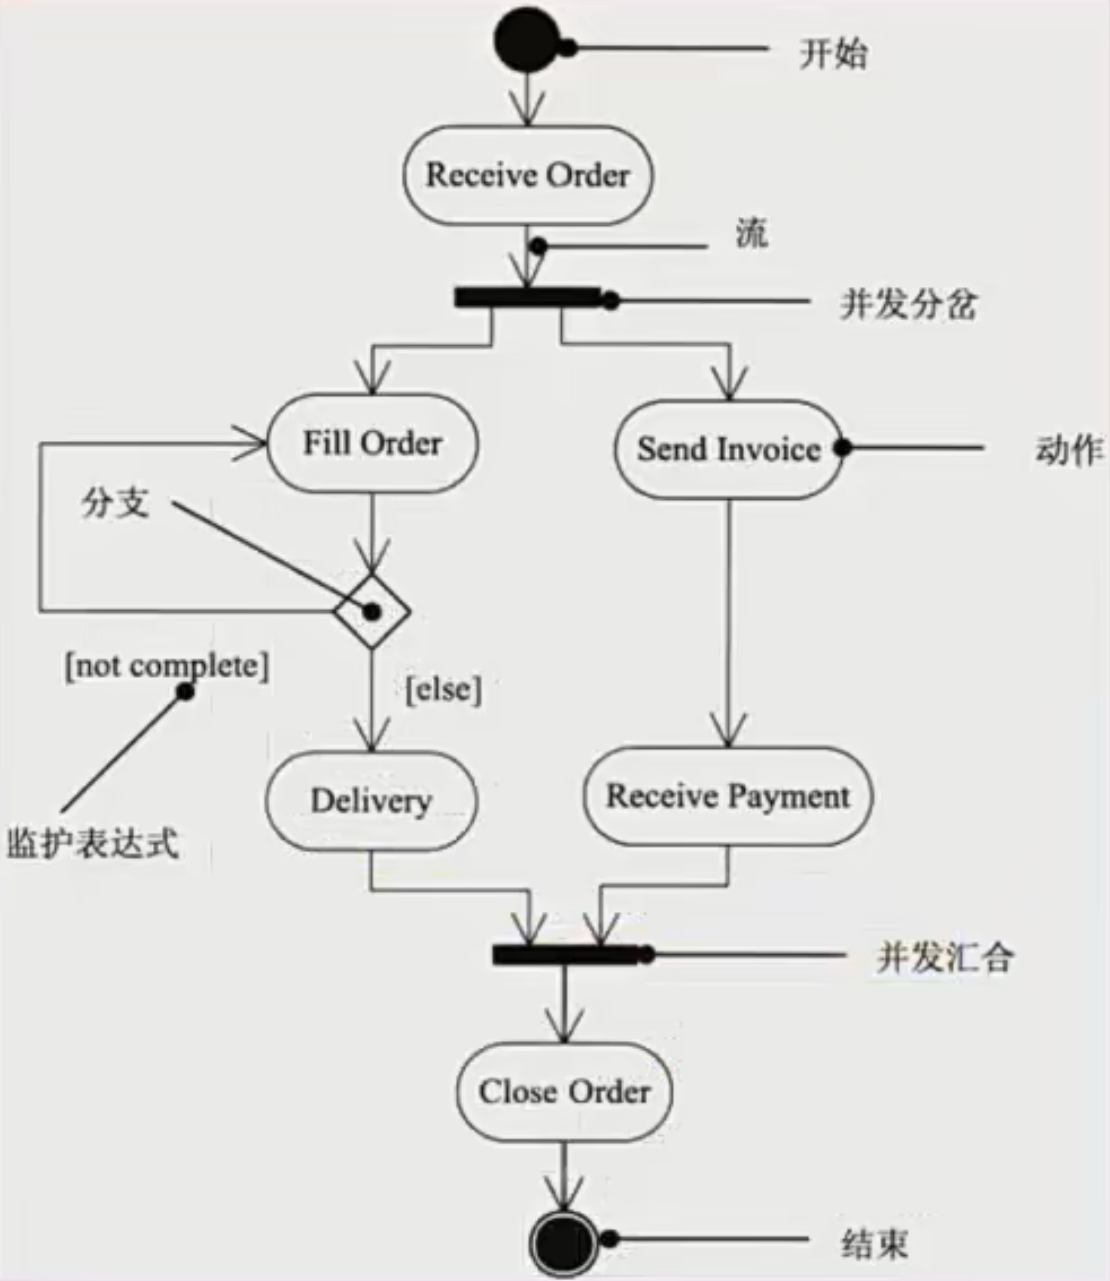 开始
Receive Order
流
并发分岔
Fill Order
Send Invoice
动作
分支
[not complete]
[else]
Delivery
Receive Payment
监护表达式
并发汇合
Close Order
结束